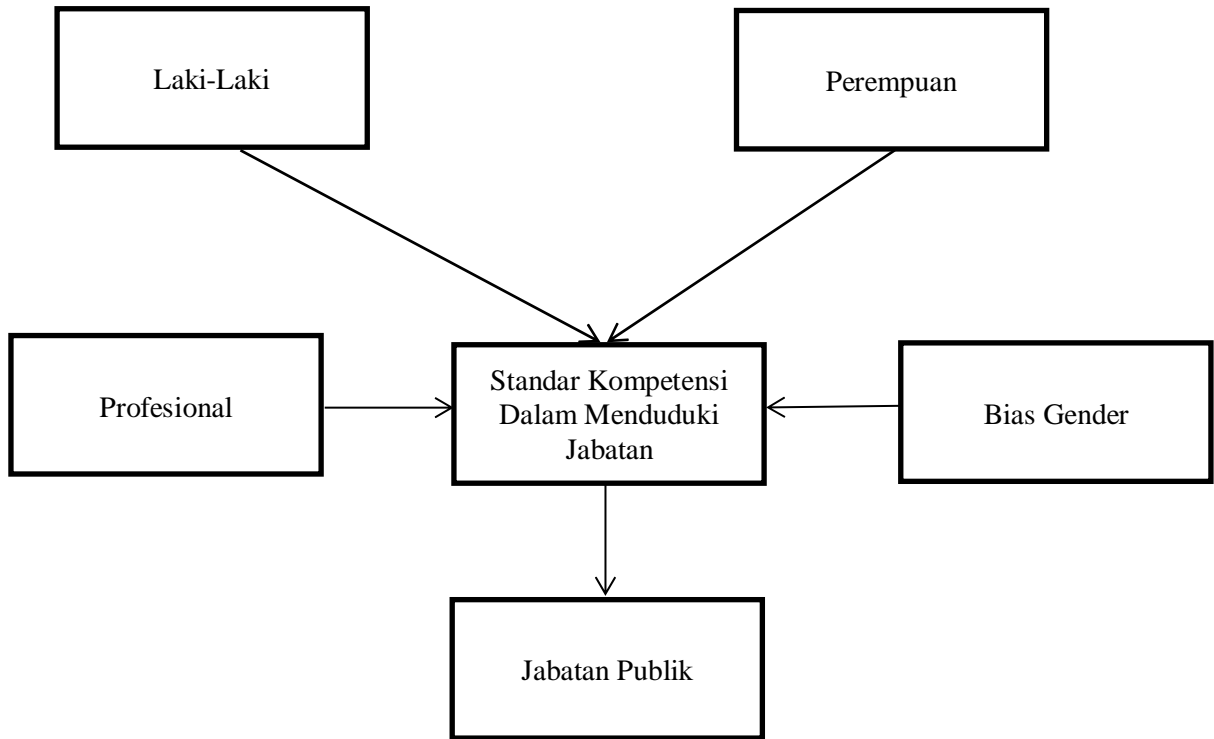 Laki-Laki
Perempuan
Profesional
Standar Kompetensi
Dalam Menduduki
Jabatan
Bias Gender
Jabatan Publik